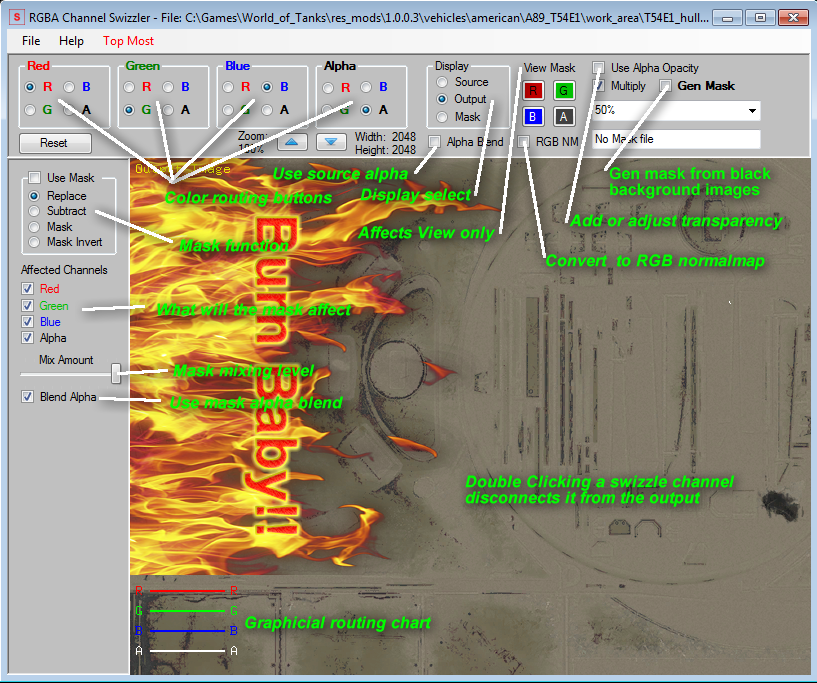 RGBA Channel Swizzler - File: C:\Games\World_of_Tanks\res_mods\1.0.0.3\vehicles\american\A89_T54E1\work_area\T54E1_hull...
File Help Top Most
Red Green Blue Alpha Display View Mask Use Alpha Opacity
R B R B R B R B Source R G Multiply Gen Mask
G A G A G A G A Output 50%
Mask B A
Reset Zoom: 100% Width: 2048 Alpha Blend RGB NM No Mask file
Height: 2048
Use Mask
Replace
Subtract
Mask
Mask Invert
Affected Channels
Red
Green
Blue
Alpha
Mix Amount
Blend Alpha
Use source alpha
Gen mask from black
background images
Color routing buttons
Display select
Add or adjust transparency
Affects View only
Mask function
Convert to RGB normalmap
What will the mask affect
Mask mixing level
Use mask alpha blend
Burn Baby!!
Double Clicking a swizzle channel
disconnects it from the output
R R
G G
Graphicial routing chart
B B
A A